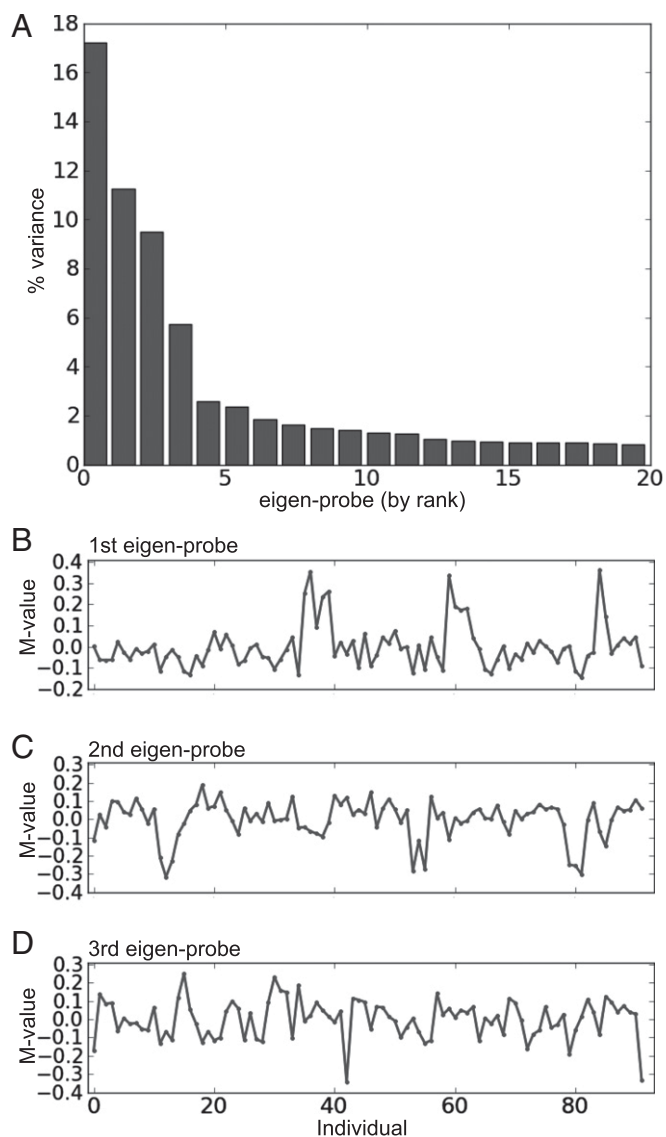 A
18
16
14
12
10
8
6
4
2
0
% variance
0 5 10 15 20
eigen-probe (by rank)
B
1st eigen-probe
0.4
0.3
0.2
0.1
0.0
−0.1
−0.2
M-value
C
2nd eigen-probe
0.3
0.2
0.1
0.0
−0.1
−0.2
−0.3
−0.4
M-value
D
3rd eigen-probe
0.3
0.2
0.1
0.0
−0.1
−0.2
−0.3
−0.4
M-value
0 20 40 60 80
Individual